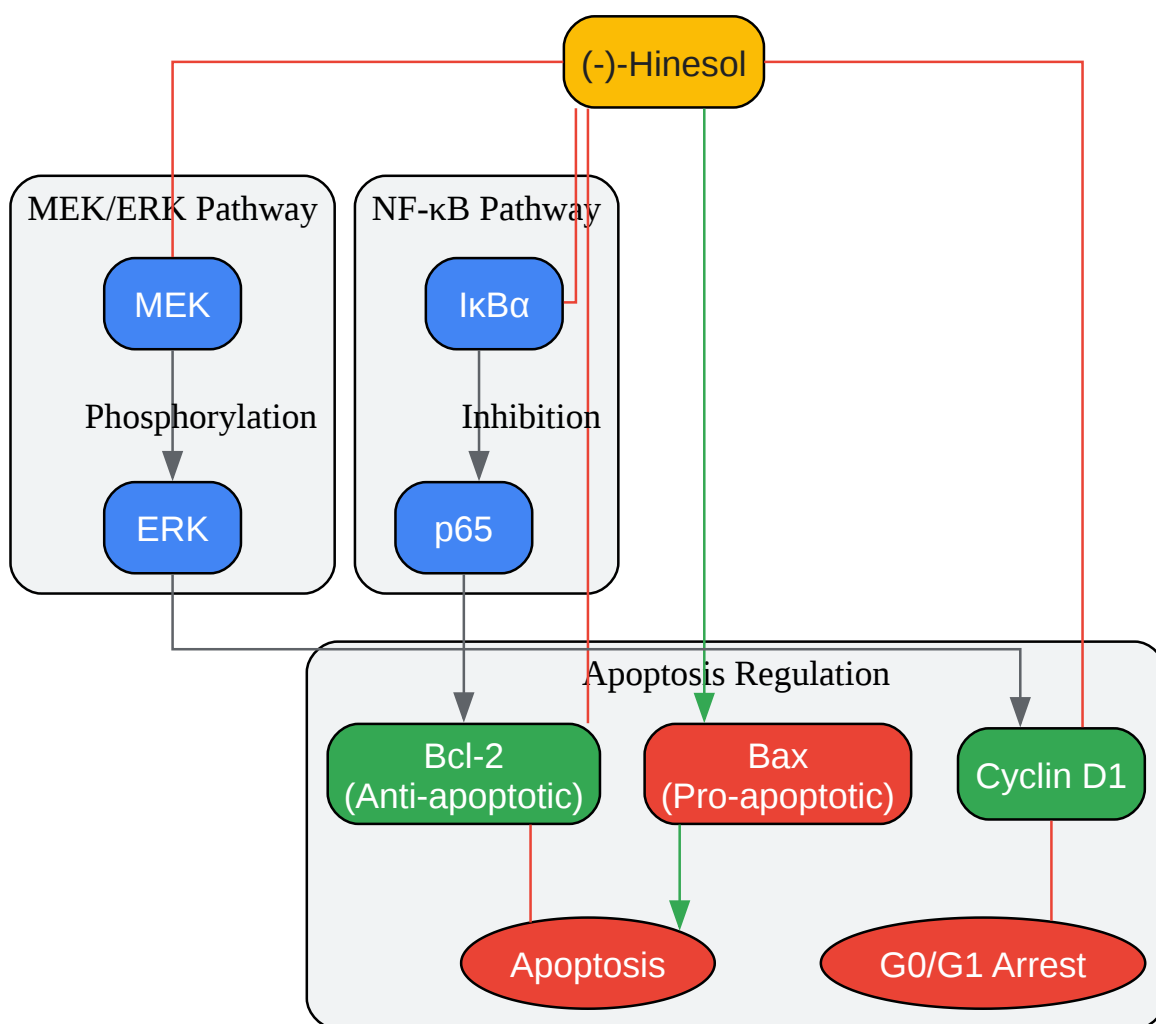 (-)-Hinesol
MEK/ERK Pathway
NF-κB Pathway
MEK
IκBα
Phosphorylation
Inhibition
ERK
p65
Apoptosis Regulation
Bcl-2
(Anti-apoptotic)
Bax
(Pro-apoptotic)
Cyclin D1
Apoptosis
G0/G1 Arrest